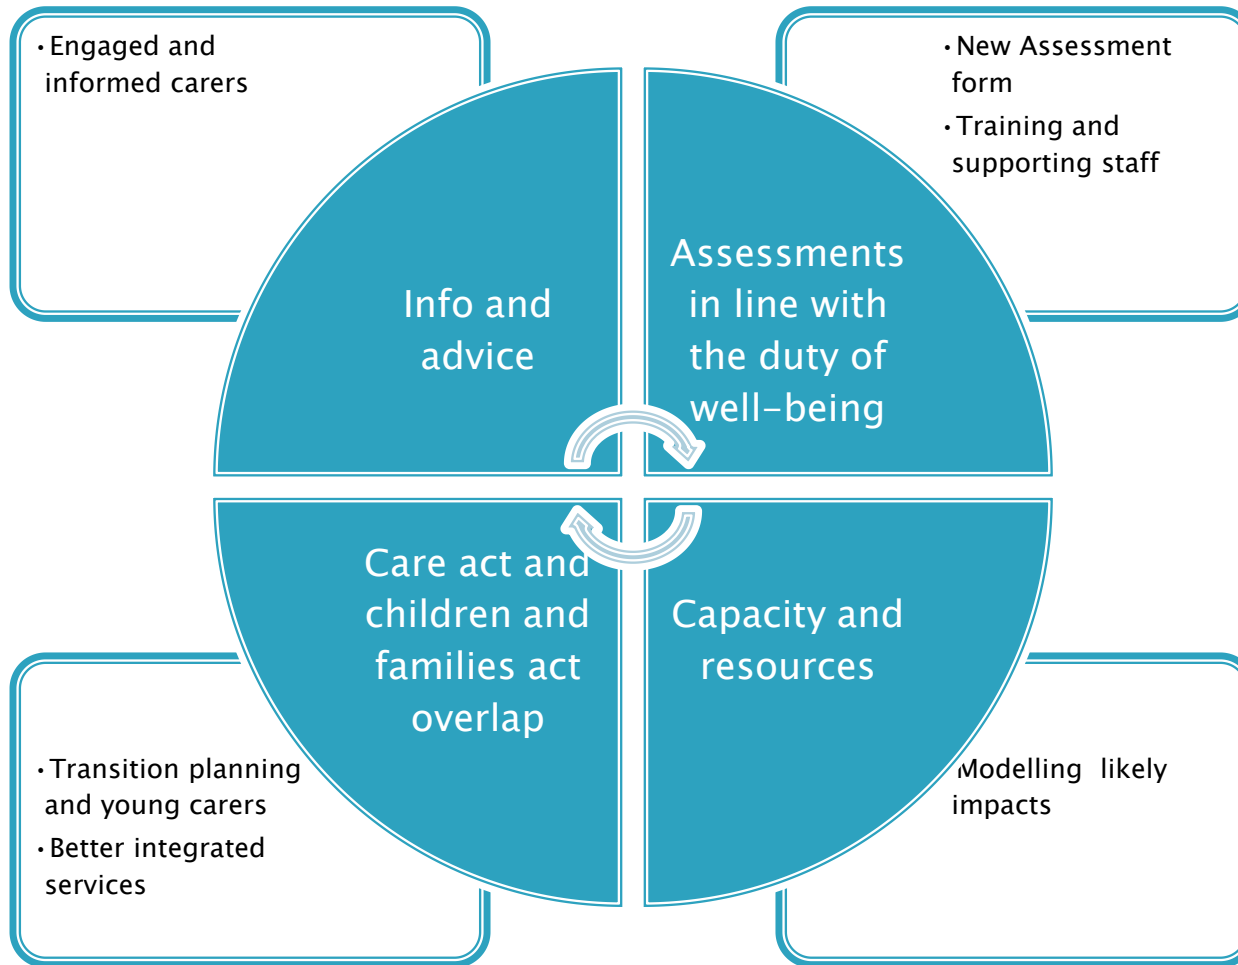 ·Engaged and
informed carers
·New Assessment
form
·Training and
supporting staff
Info and
advice
Assessments
in line with
the duty of
well-being
Care act and
children and
families act
overlap
Capacity and
resources
·Transition planning
and young carers
·Better integrated
services
Modelling likely
impacts